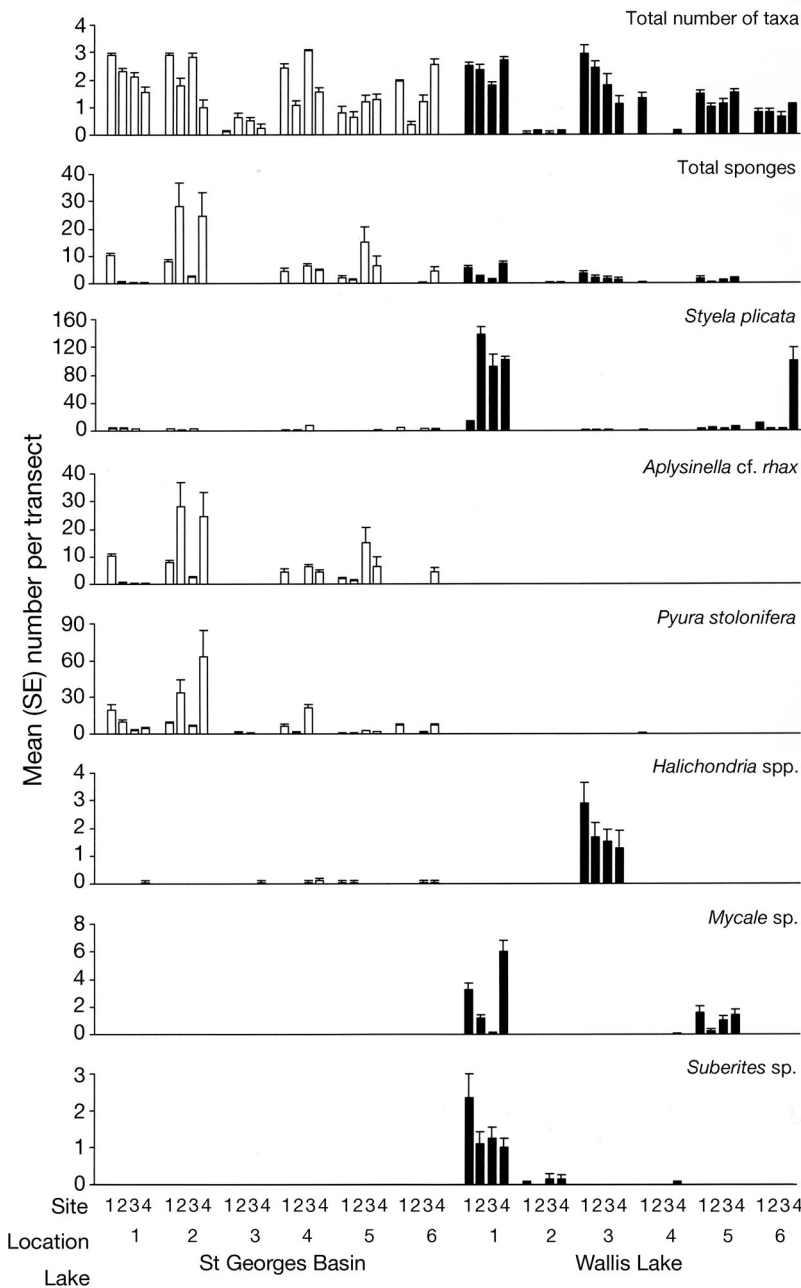 Total number of taxa
4
3
2
1
0
Total sponges
40
30
20
10
0
Styela plicata
160
120
80
40
0
Mean (SE) number per transect
Aplysinella cf. rhax
40
30
20
10
0
Pyura stolonifera
90
60
30
0
Halichondria spp.
4
3
2
1
0
Mycale sp.
8
6
4
2
0
Suberites sp.
3
2
1
0
Site 1234 1234 1234 1234 1234 1234 1234 1234 1234 1234 1234 1234
Location 1 2 3 4 5 6 1 2 3 4 5 6
St Georges Basin Wallis Lake
Lake